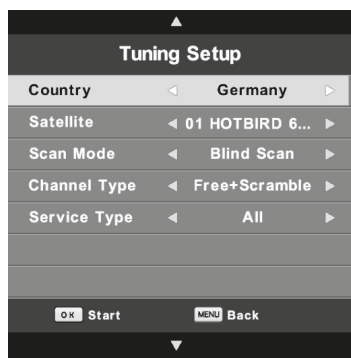 Tuning Setup
Country Germany
Satellite 01 HOTBIRD 6...
Scan Mode Blind Scan
Channel Type Free+Scramble
Service Type All
OK Start MENU Back